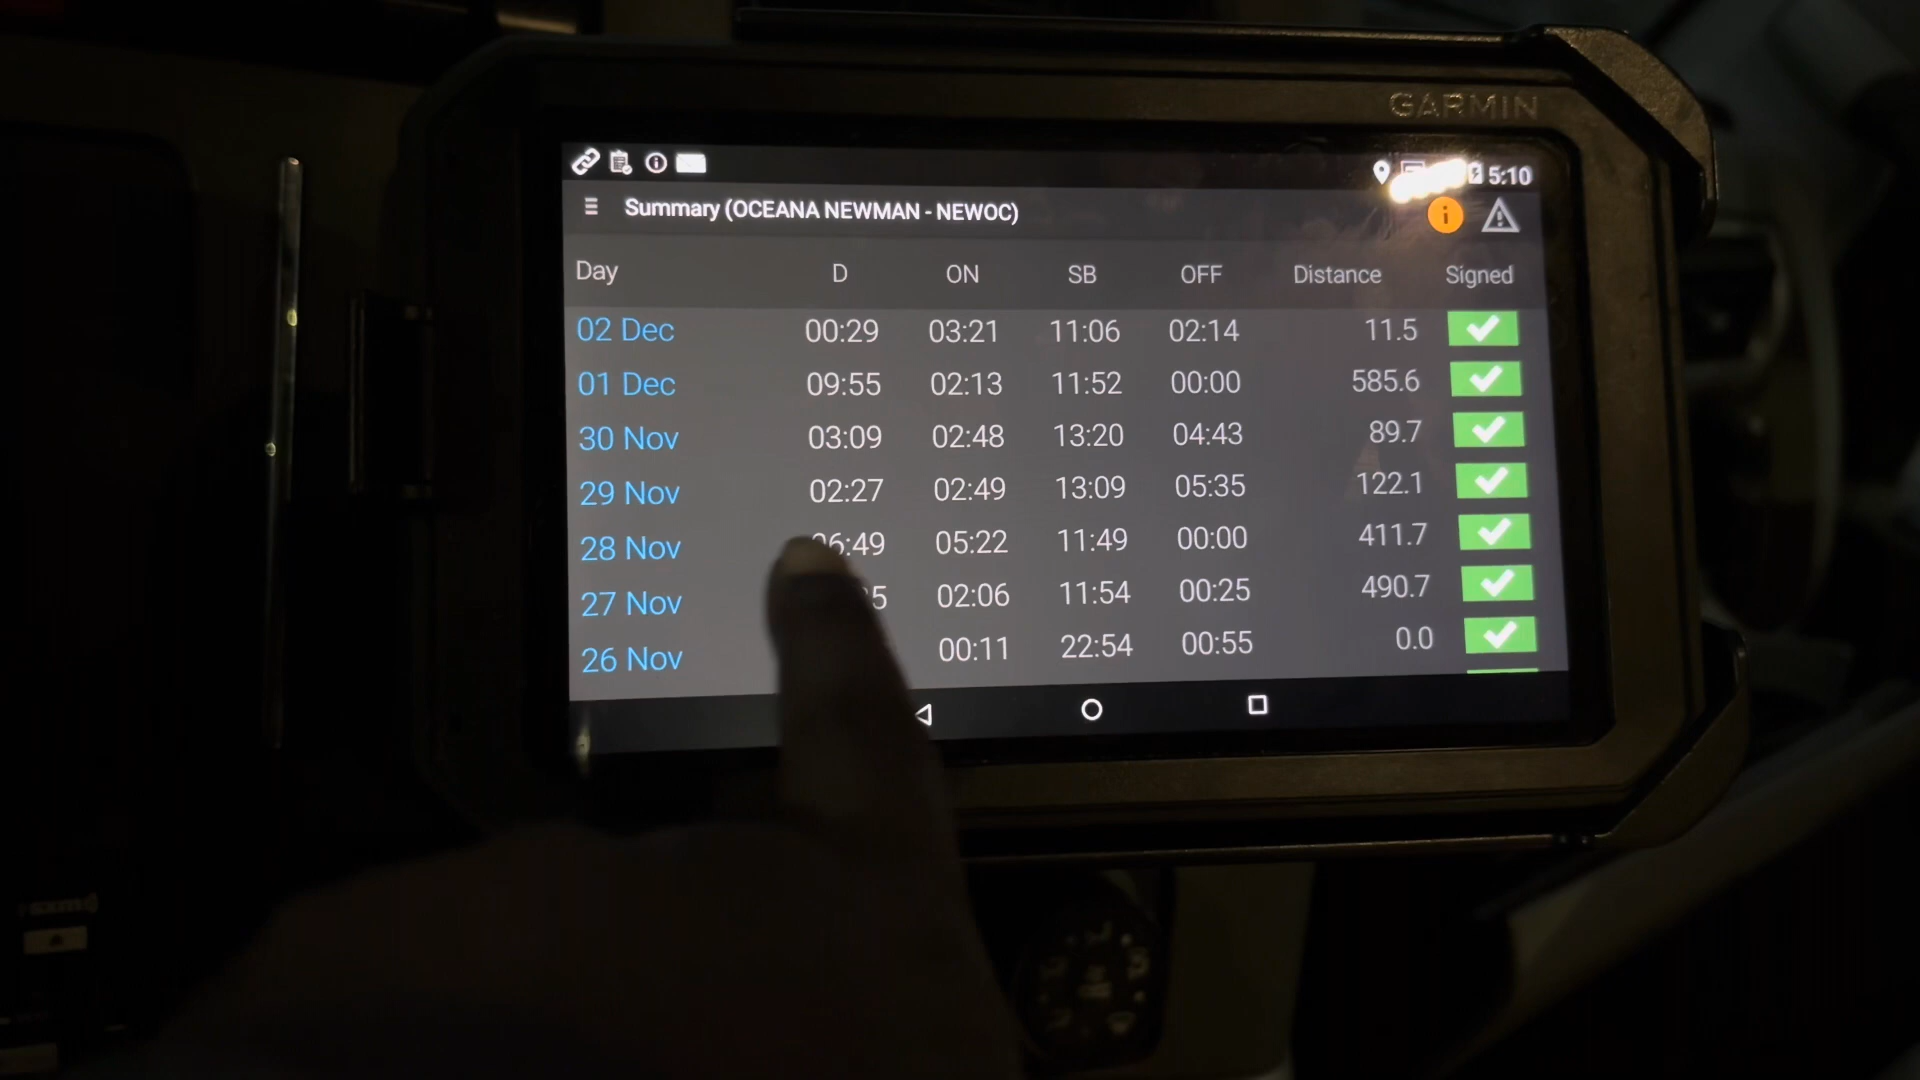 GARMIN
5:10
Summary (OCEANA NEWMAN - NEWOC)
Day D ON SB OFF Distance Signed
02 Dec 00:29 03:21 11:06 02:14 11.5
01 Dec 09:55 02:13 11:52 00:00 585.6
30 Nov 03:09 02:48 13:20 04:43 89.7
29 Nov 02:27 02:49 13:09 05:35 122.1
28 Nov 06:49 05:22 11:49 00:00 411.7
27 Nov 02:06 11:54 00:25 490.7
26 Nov 00:11 22:54 00:55 0.0